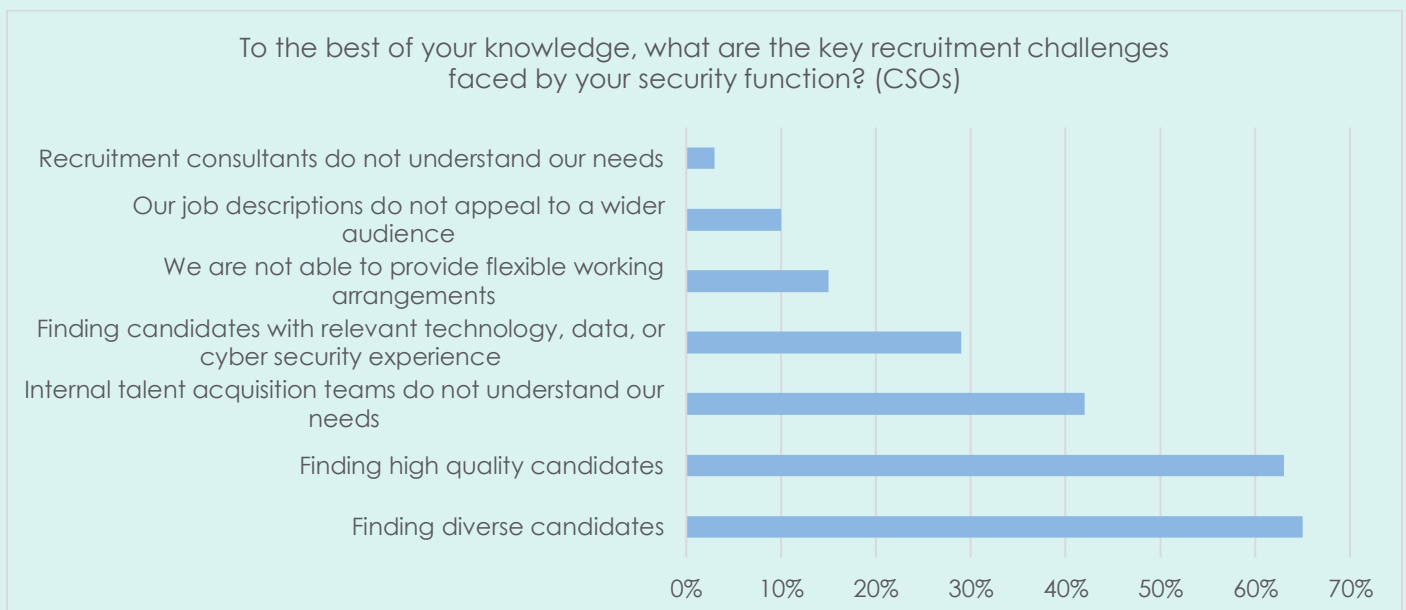 To the best of your knowledge, what are the key recruitment challenges
faced by your security function? (CSOs)
Recruitment consultants do not understand our needs
Our job descriptions do not appeal to a wider
audience
We are not able to provide flexible working
arrangements
Finding candidates with relevant technology, data, or
cyber security experience
Internal talent acquisition teams do not understand our
needs
Finding high quality candidates
Finding diverse candidates
0% 10% 20% 30% 40% 50% 60% 70%